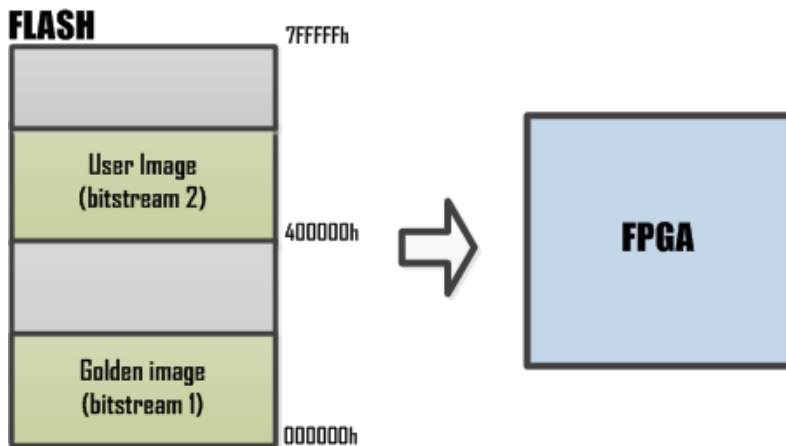 FLASH
7FFFFFh
User Image
(bitstream 2)
400000h
FPGA
Golden image
(bitstream 1)
000000h